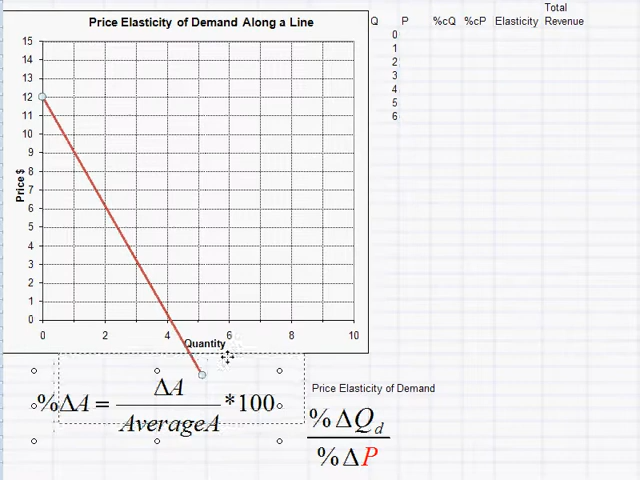 Price Elasticity of Demand Along a Line
Price $
15
14
13
12
11
10
9
8
7
6
5
4
3
2
1
0
0 2 4 6 8 10
Quantity
Total
Q P %cQ %cP Elasticity Revenue
0
1
2
3
4
5
6
%ΔA = ΔA / AverageA *100
Price Elasticity of Demand
%ΔQd
%ΔP